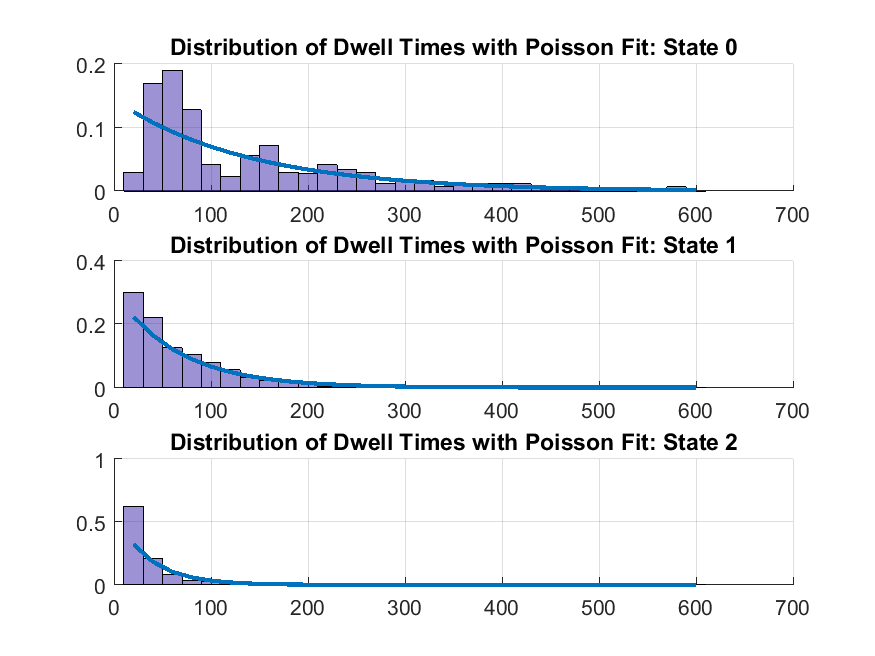 Distribution of Dwell Times with Poisson Fit: State 0
0.2
0.1
0
0 100 200 300 400 500 600 700
Distribution of Dwell Times with Poisson Fit: State 1
0.4
0.2
0
0 100 200 300 400 500 600 700
Distribution of Dwell Times with Poisson Fit: State 2
1
0.5
0
0 100 200 300 400 500 600 700